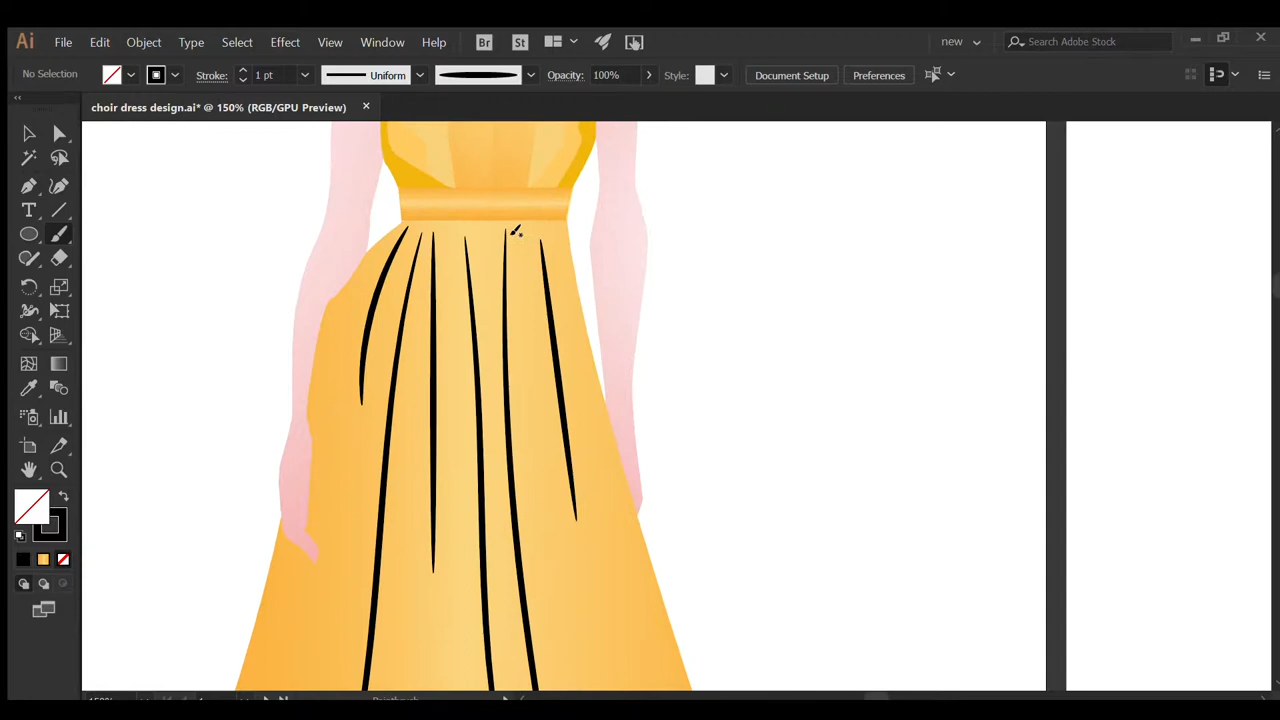 Ai File Edit Object Type Select Effect View Window Help Br St new Search Adobe Stock
No Selection Stroke: 1 pt Uniform Opacity: 100% Style: Document Setup Preferences
choir dress design.ai* @ 150% (RGB/GPU Preview)